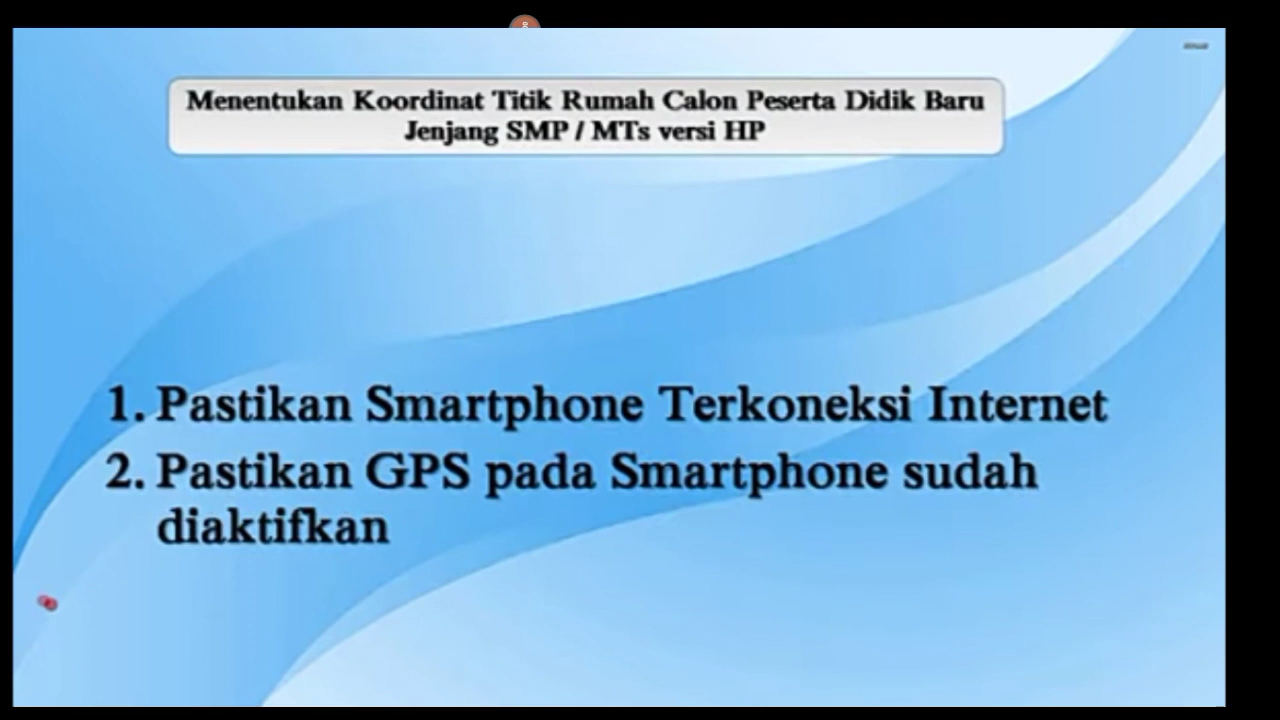 Menentukan Koordinat Titik Rumah Calon Peserta Didik Baru
Jenjang SMP / MTs versi HP
1. Pastikan Smartphone Terkoneksi Internet
2. Pastikan GPS pada Smartphone sudah
diaktifkan